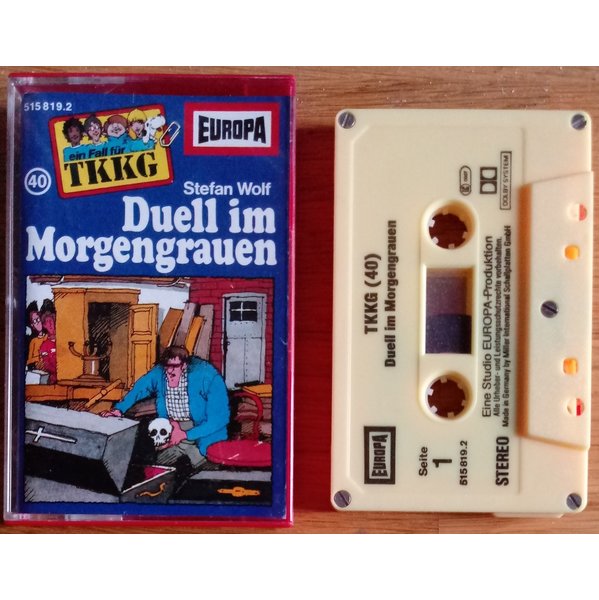 515 819.2
ein Fall für
TKKG
EUROPA
40
Stefan Wolf
Duell im
Morgengrauen
TKKG (40)
Duell im Morgengrauen
DOLBY SYSTEM
Eine Studio EUROPA-Produktion
Alle Urheber- und Leistungsschutzrechte vorbehalten.
Made in Germany by Miller International Schallplatten GmbH
EUROPA
Seite
1
515 819.2
STEREO